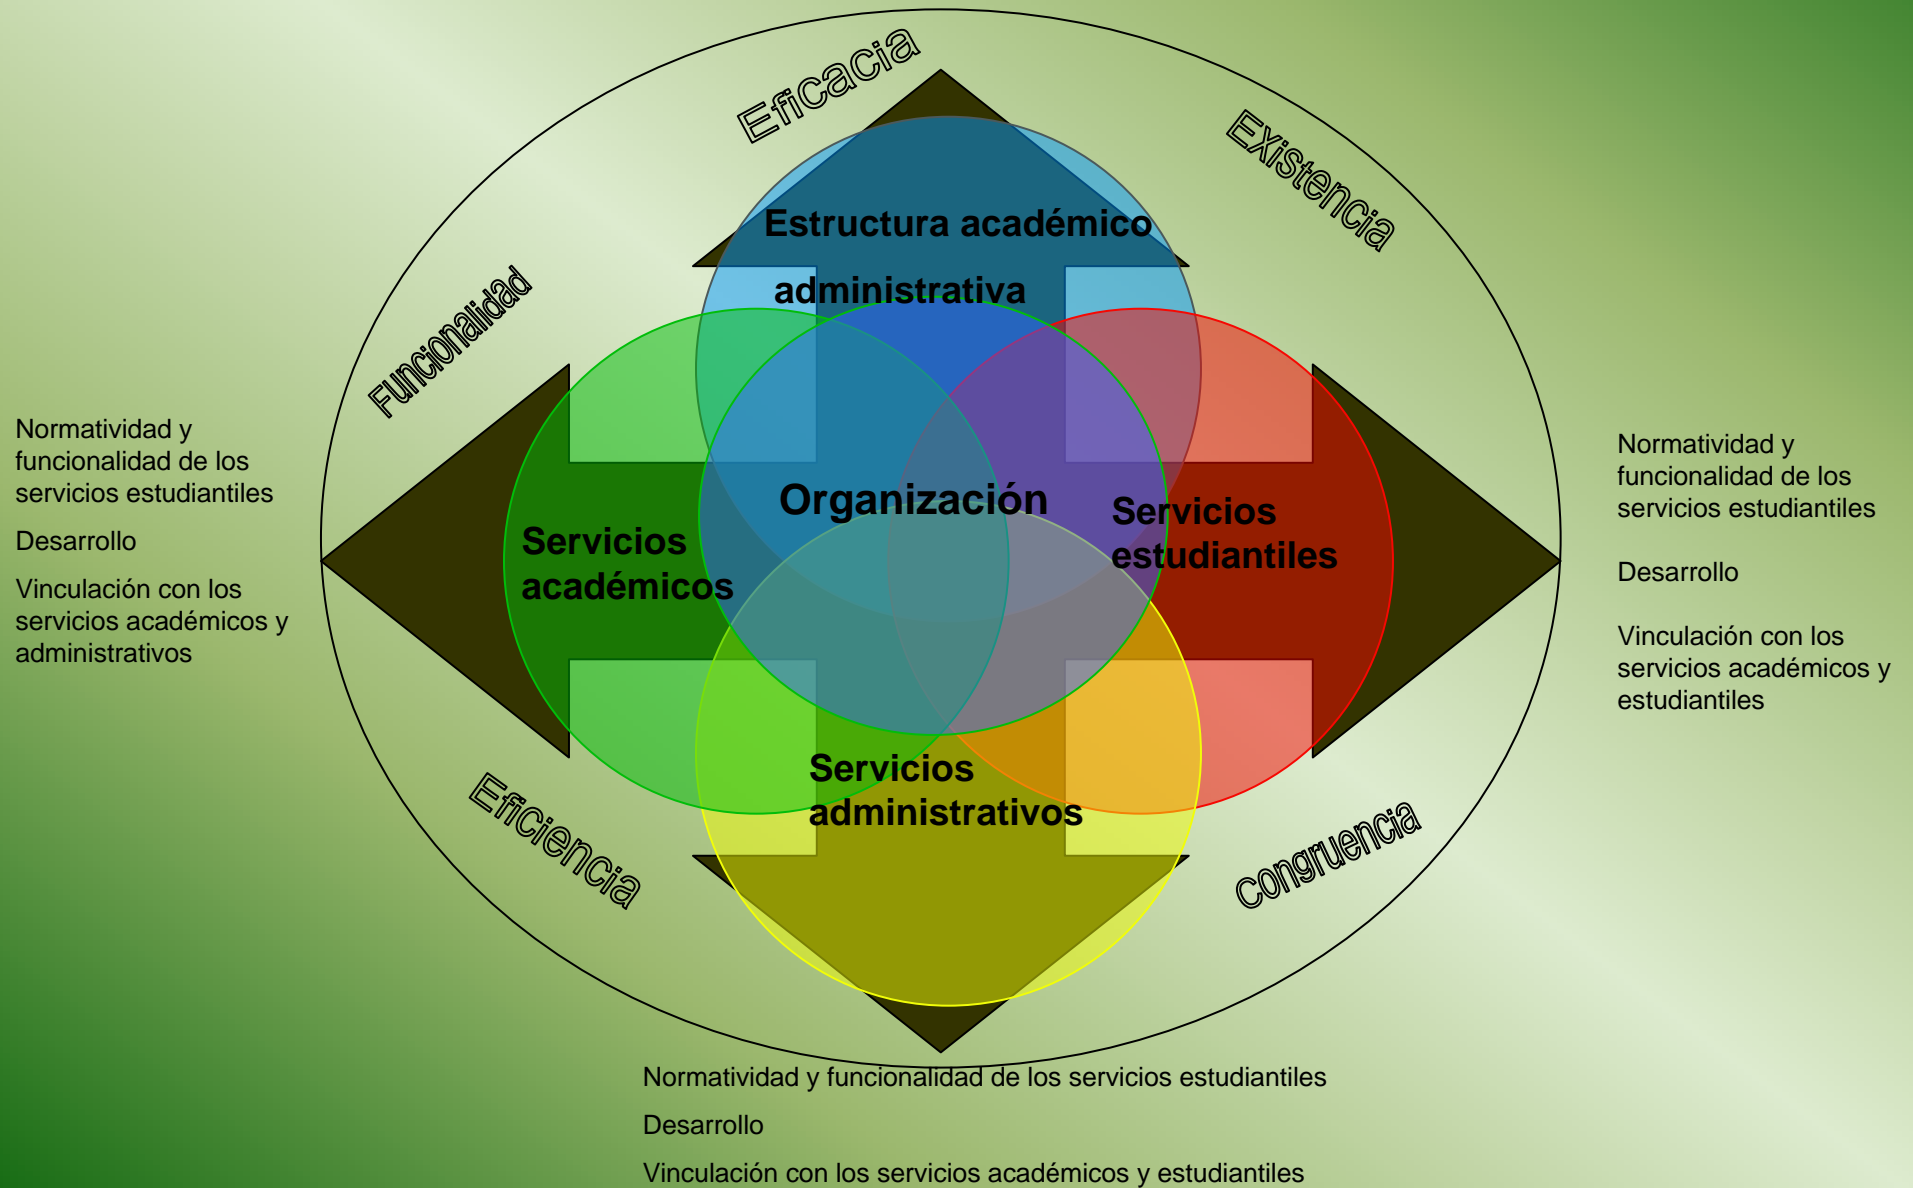 Eficacia
Existencia
Funcionalidad
Estructura académico
administrativa
Normatividad y
funcionalidad de los
servicios estudiantiles
Desarrollo
Vinculación con los
servicios académicos y
administrativos
Servicios
académicos
Organización
Servicios
estudiantiles
Normatividad y
funcionalidad de los
servicios estudiantiles
Desarrollo
Vinculación con los
servicios académicos y
estudiantiles
Servicios
administrativos
Eficiencia
Congruencia
Normatividad y funcionalidad de los servicios estudiantiles
Desarrollo
Vinculación con los servicios académicos y estudiantiles